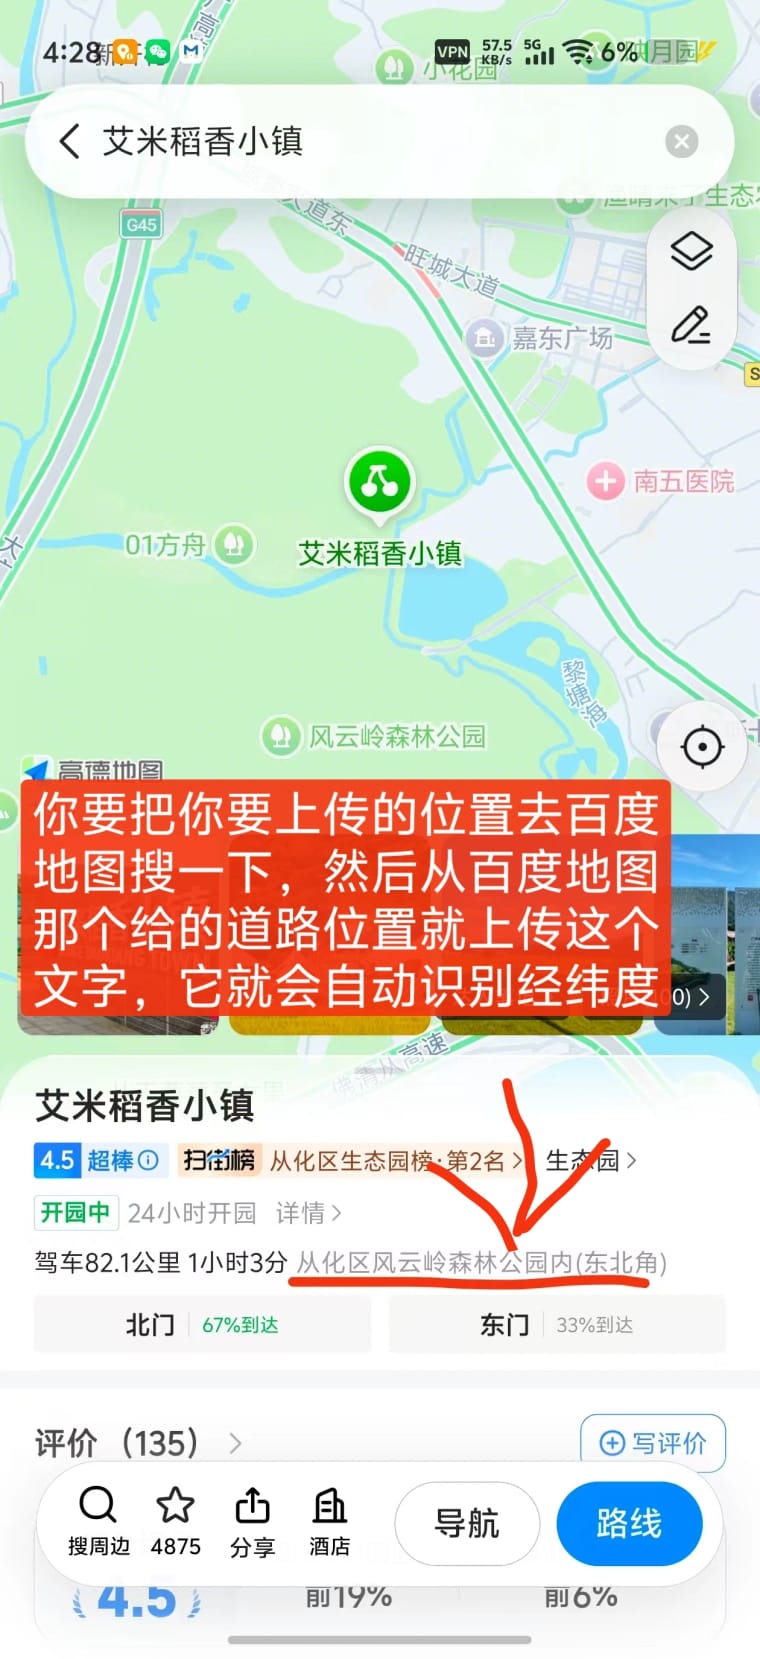 4:28
VPN
57.5
KB/s
5G
6%
小花园
艾米稻香小镇
G45
旺城大道
嘉东广场
S
南五医院
01方舟
艾米稻香小镇
黎塘海
风云岭森林公园
高德地图
你要把你要上传的位置去百度
地图搜一下，然后从百度地图
那个给的道路位置就上传这个
文字，它就会自动识别经纬度
佛清从高速
艾米稻香小镇
4.5 超棒 扫街榜 从化区生态园榜·第2名 生态园
开园中 24小时开园 详情
驾车82.1公里 1小时3分 从化区风云岭森林公园内(东北角)
北门 67%到达 东门 33%到达
评价（135） 写评价
搜周边 4875 分享 酒店 导航 路线
4.5 前19% 前6%